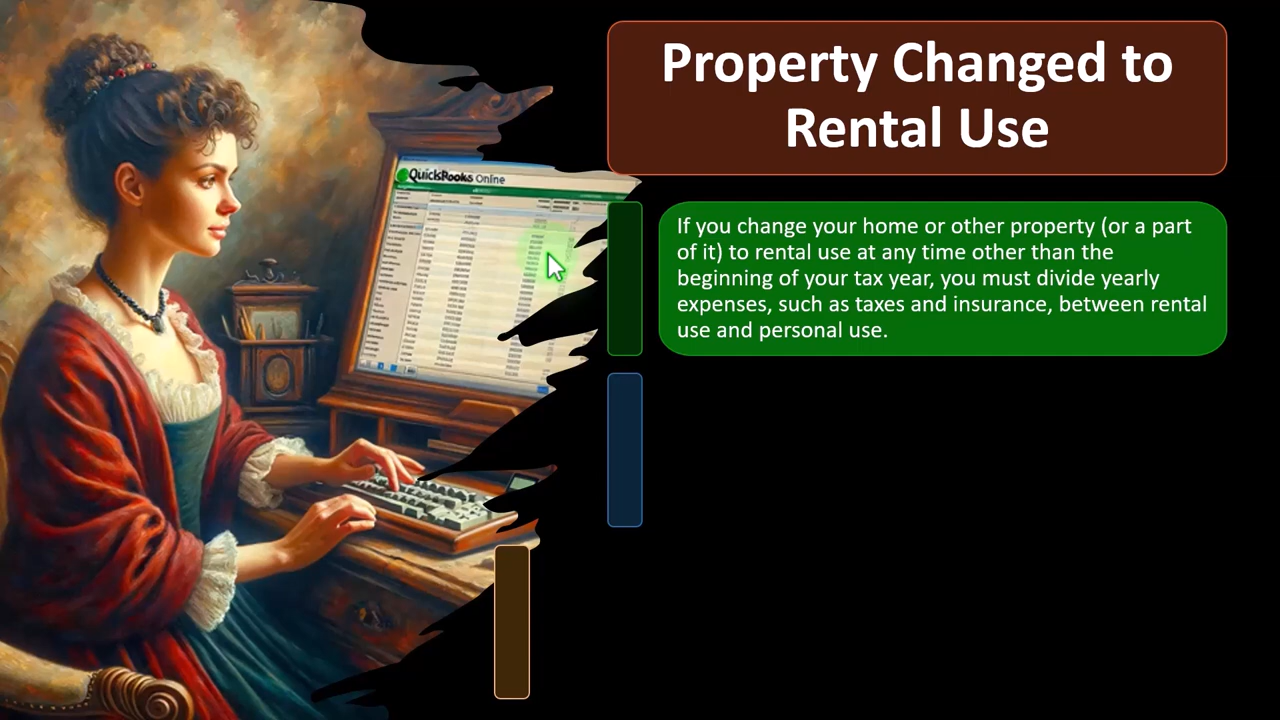 Property Changed to
Rental Use
QuickRooks Online
If you change your home or other property (or a part
of it) to rental use at any time other than the
beginning of your tax year, you must divide yearly
expenses, such as taxes and insurance, between rental
use and personal use.